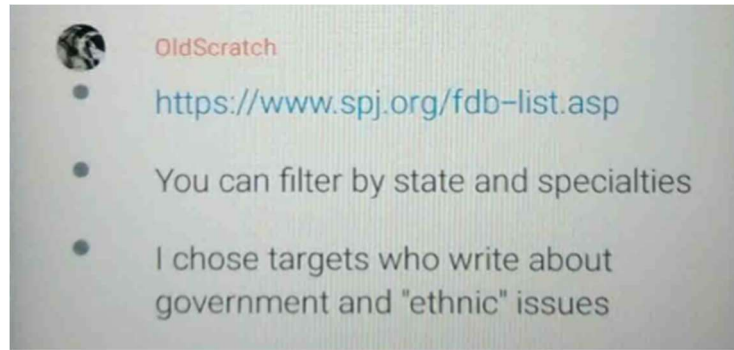 OldScratch
https://www.spj.org/fdb-list.asp
You can filter by state and specialties
I chose targets who write about
government and "ethnic" issues